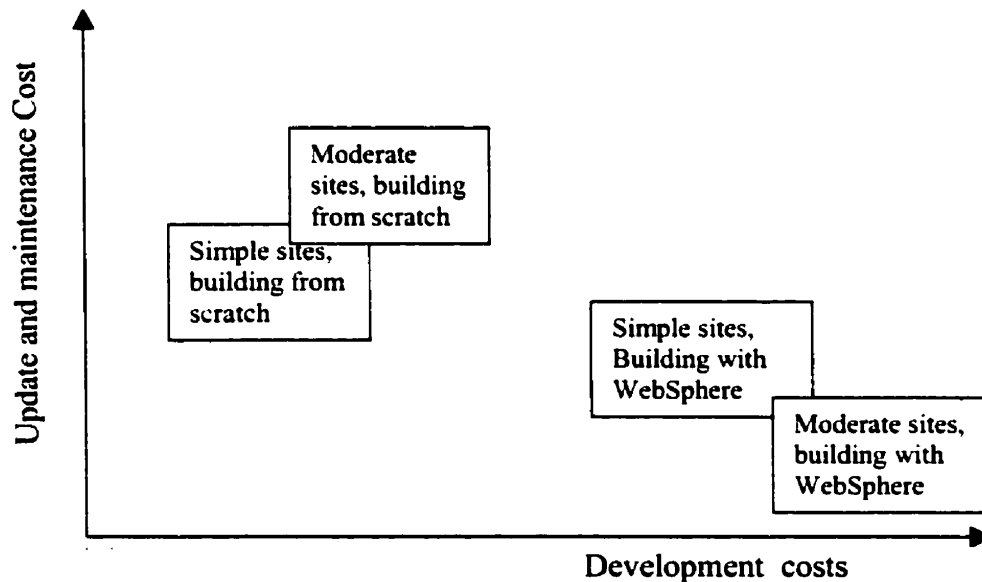 Update and maintenance Cost
Moderate
sites, building
from scratch
Simple sites,
building from
scratch
Simple sites,
Building with
WebSphere
Moderate sites,
building with
WebSphere
Development costs